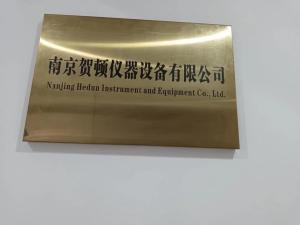 南京贺顿仪器设备有限公司
Nanjing Hedun Instrument and Equipment Co., Ltd.